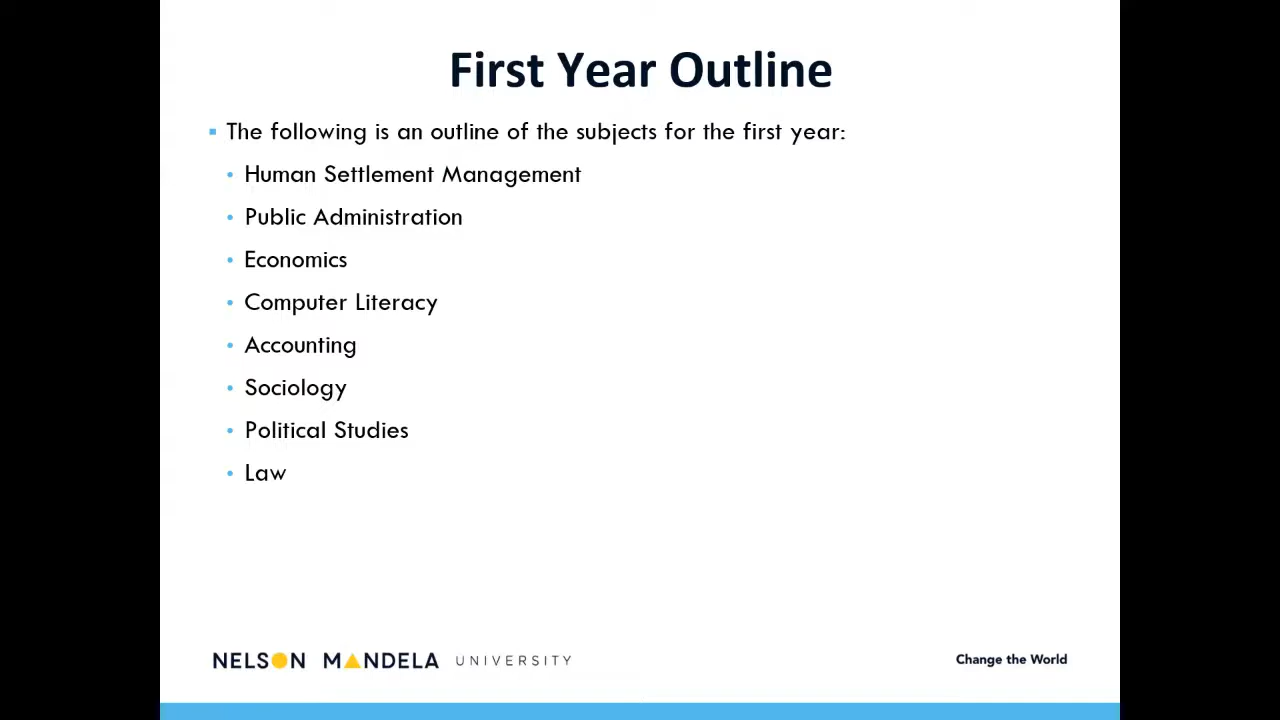 First Year Outline
The following is an outline of the subjects for the first year:
Human Settlement Management
Public Administration
Economics
Computer Literacy
Accounting
Sociology
Political Studies
Law
NELSON MANDELA UNIVERSITY
Change the World